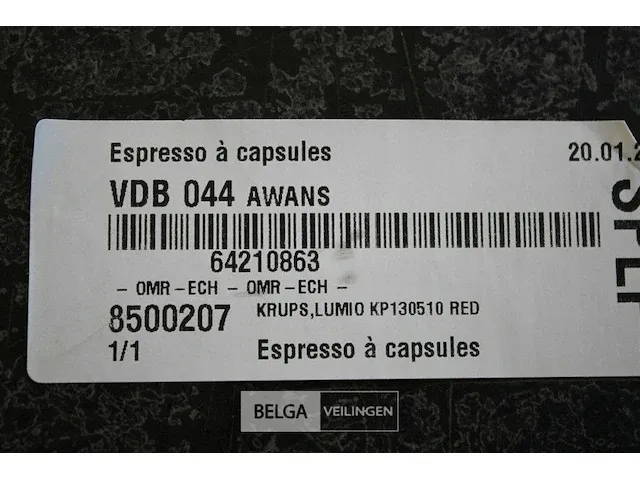 Espresso à capsules
20.01.2
VDB 044 AWANS
64210863
- OMR-ECH - OMR-ECH -
8500207 KRUPS,LUMIO KP130510 RED
1/1 Espresso à capsules
BELGA VEILINGEN